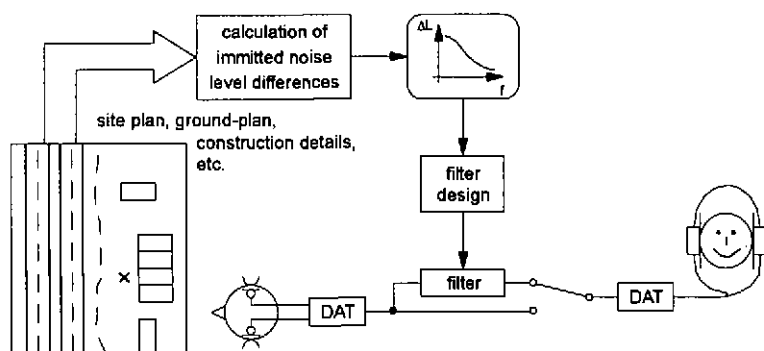 calculation of
immitted noise
level differences
ΔL
f
site plan, ground-plan,
construction details,
etc.
filter
design
x
filter
DAT
DAT